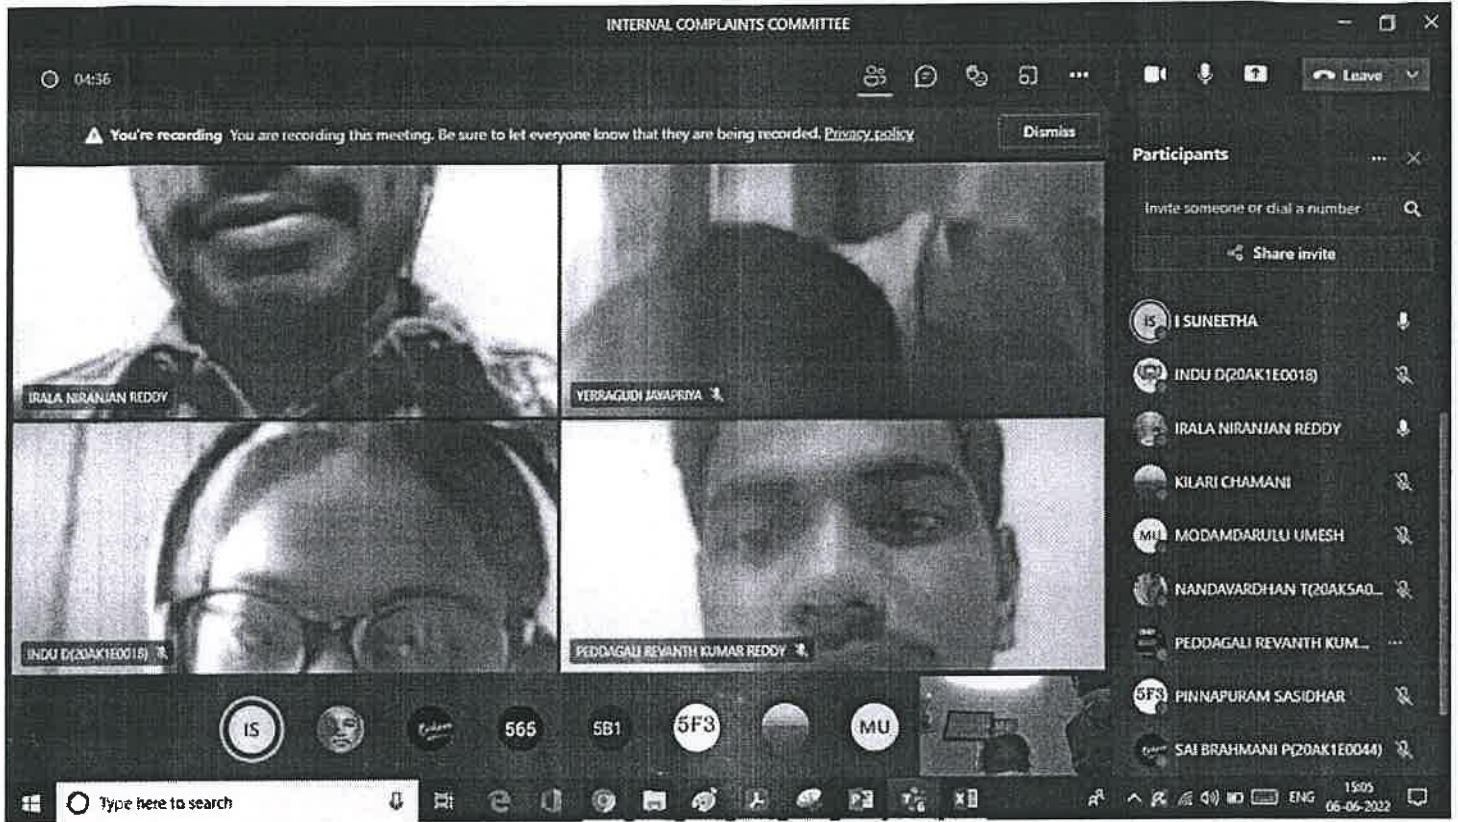 INTERNAL COMPLAINTS COMMITTEE
04:36
Leave
You're recording You are recording this meeting. Be sure to let everyone know that they are being recorded. Privacy policy
Dismiss
Participants
Invite someone or dial a number
Share invite
IS I SUNEETHA
INDU D(20AK1E0018)
IRALA NIRANJAN REDDY
KILARI CHAMANI
MU MODAMDARULU UMESH
NANDAVARDHAN T(20AK5A0...
PEDDAGALI REVANTH KUM...
5F3 PINNAPURAM SASIDHAR
SAI BRAHMANI P(20AK1E0044)
IRALA NIRANJAN REDDY
YERRAGUDI JAYAPRIYA
INDU D(20AK1E0018)
PEDDAGALI REVANTH KUMAR REDDY
IS 565 5B1 5F3 MU
Type here to search
ENG
15:05
06-06-2022